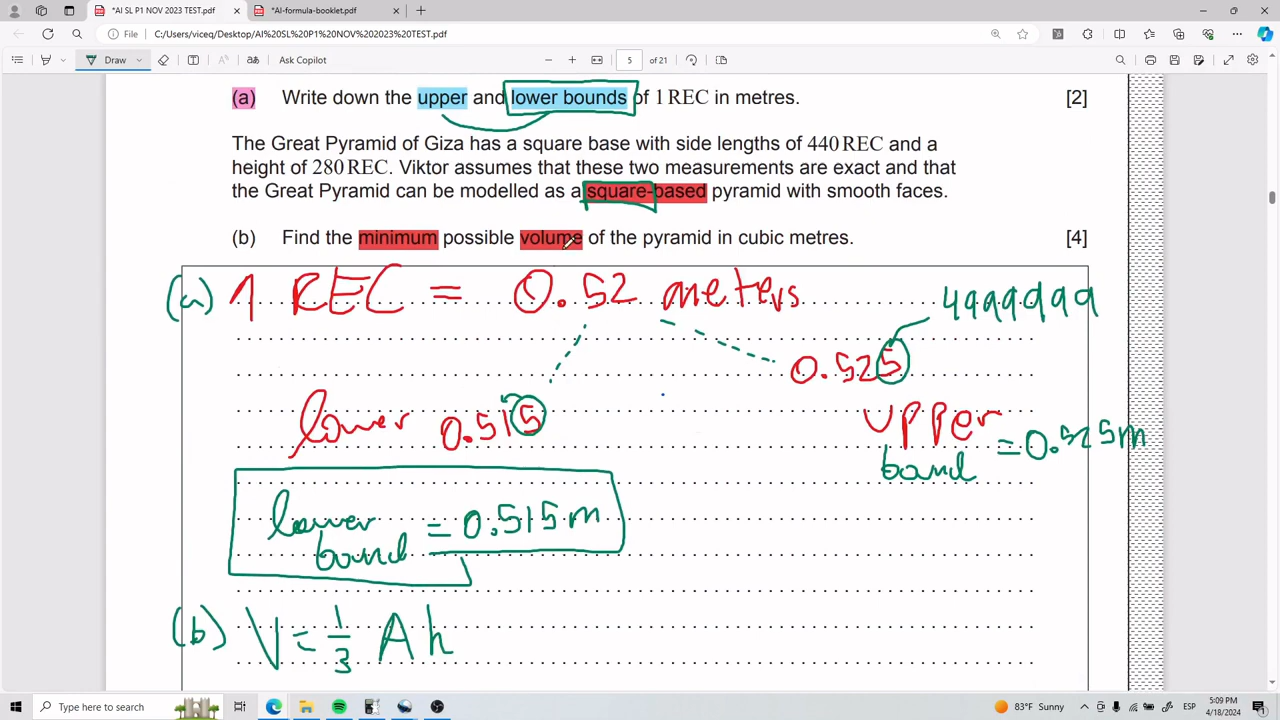 *AI SL P1 NOV 2023 TEST.pdf
*AI-formula-booklet.pdf
File
C:/Users/viceq/Desktop/AI%20SL%20P1%20NOV%202023%20TEST.pdf
Draw
Ask Copilot
5 of 21
(a) Write down the upper and lower bounds of 1 REC in metres. [2]
The Great Pyramid of Giza has a square base with side lengths of 440 REC and a
height of 280 REC. Viktor assumes that these two measurements are exact and that
the Great Pyramid can be modelled as a square-based pyramid with smooth faces.
(b) Find the minimum possible volume of the pyramid in cubic metres. [4]
(a) 1 REC = 0.52 meters
4999999
0.525
lower 0.515
upper
band = 0.525m
lower
band = 0.515m
(b) V = 1/3 Ah
Type here to search
83°F Sunny
ESP
5:09 PM
4/18/2024